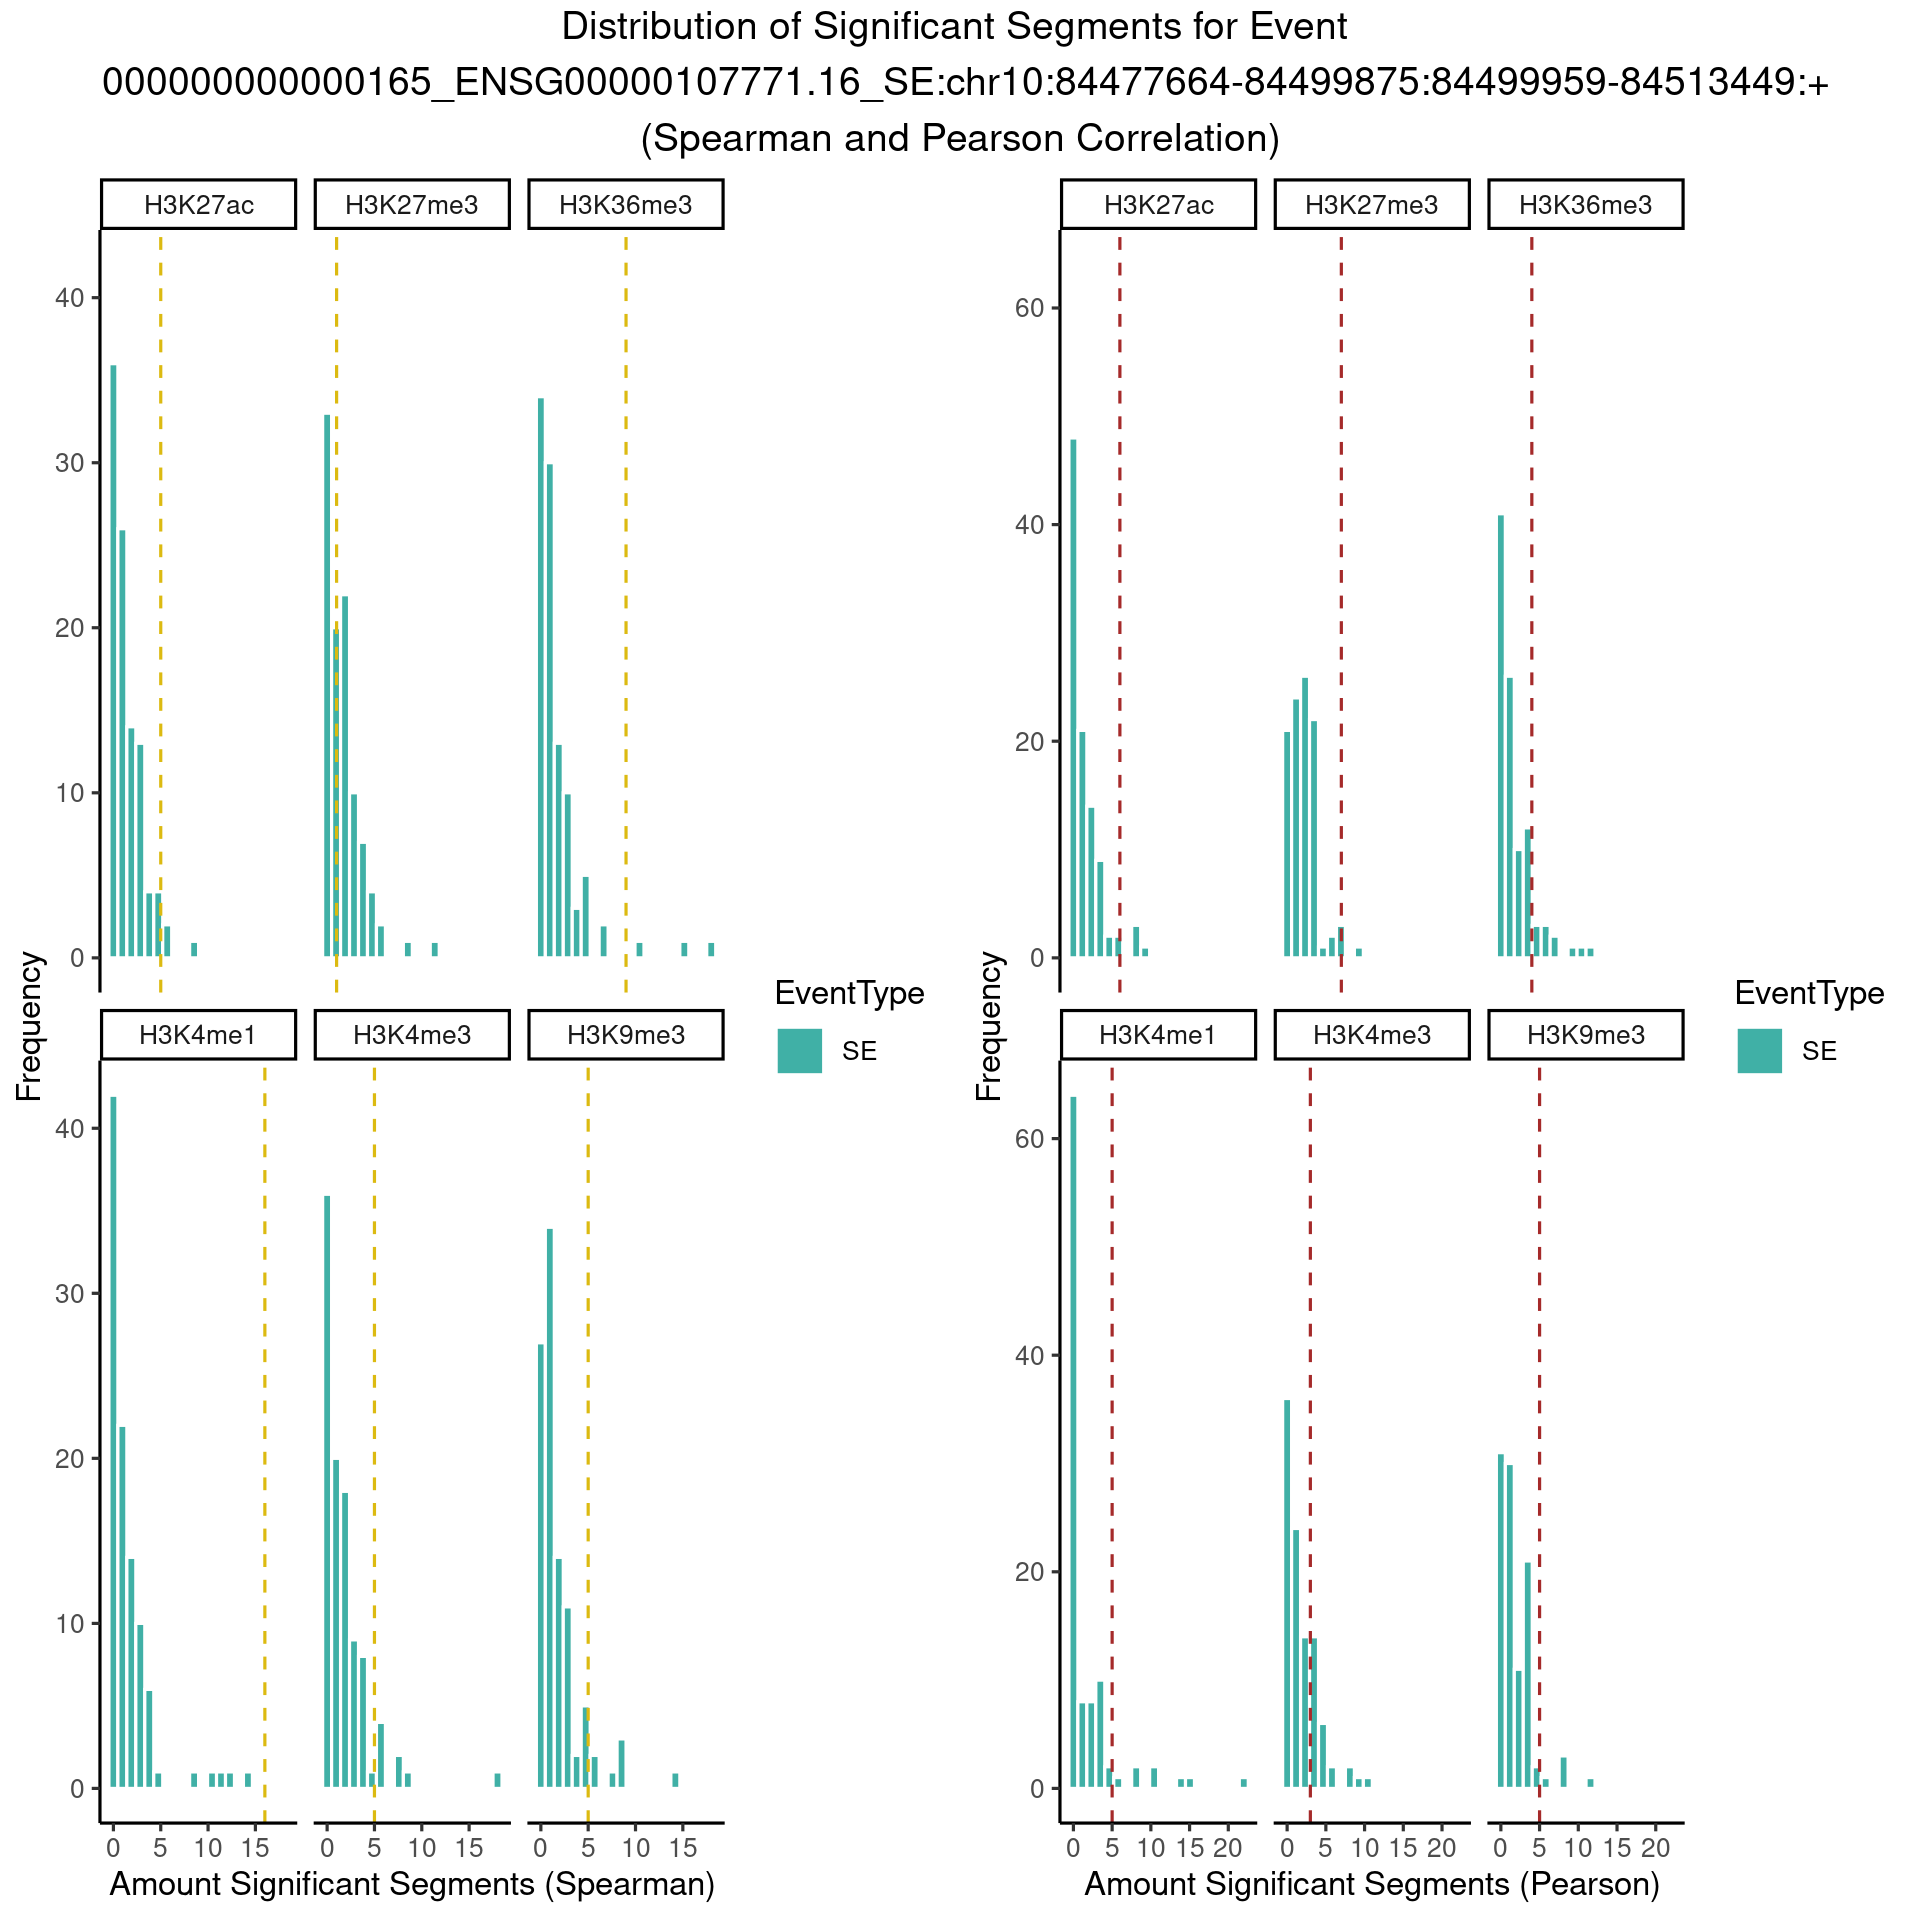 Distribution of Significant Segments for Event
000000000000165_ENSG00000107771.16_SE:chr10:84477664-84499875:84499959-84513449:+
(Spearman and Pearson Correlation)
H3K27ac
H3K27me3
H3K36me3
40
30
20
10
0
H3K4me1
H3K4me3
H3K9me3
40
30
20
10
0
0 5 10 15
0 5 10 15
0 5 10 15
Frequency
Amount Significant Segments (Spearman)
EventType
SE
H3K27ac
H3K27me3
H3K36me3
60
40
20
0
H3K4me1
H3K4me3
H3K9me3
60
40
20
0
0 5 10 15 20
0 5 10 15 20
0 5 10 15 20
Frequency
Amount Significant Segments (Pearson)
EventType
SE